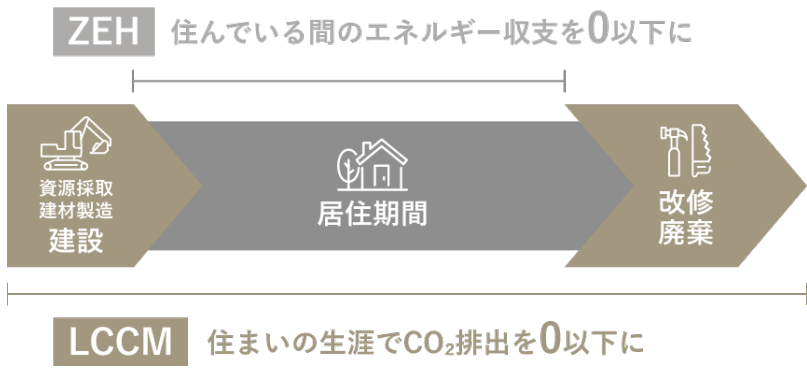 ZEH 住んでいる間のエネルギー収支を0以下に
資源採取
建材製造
建設
居住期間
改修
廃棄
LCCM 住まいの生涯でCO₂排出を0以下に